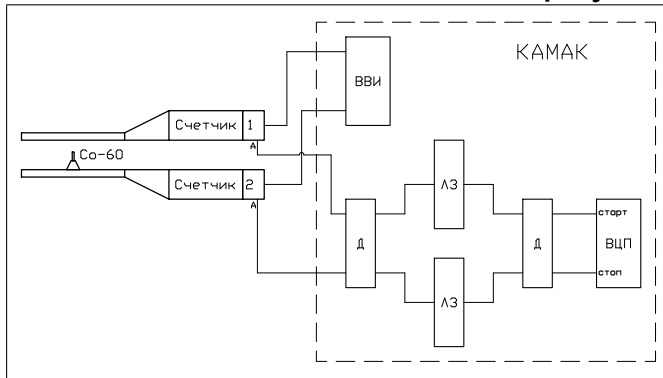 КАМАК
ВВИ
Счетчик 1
А
Co-60
Счетчик 2
А
ЛЗ
Д
Д
старт
ВЦП
стоп
ЛЗ